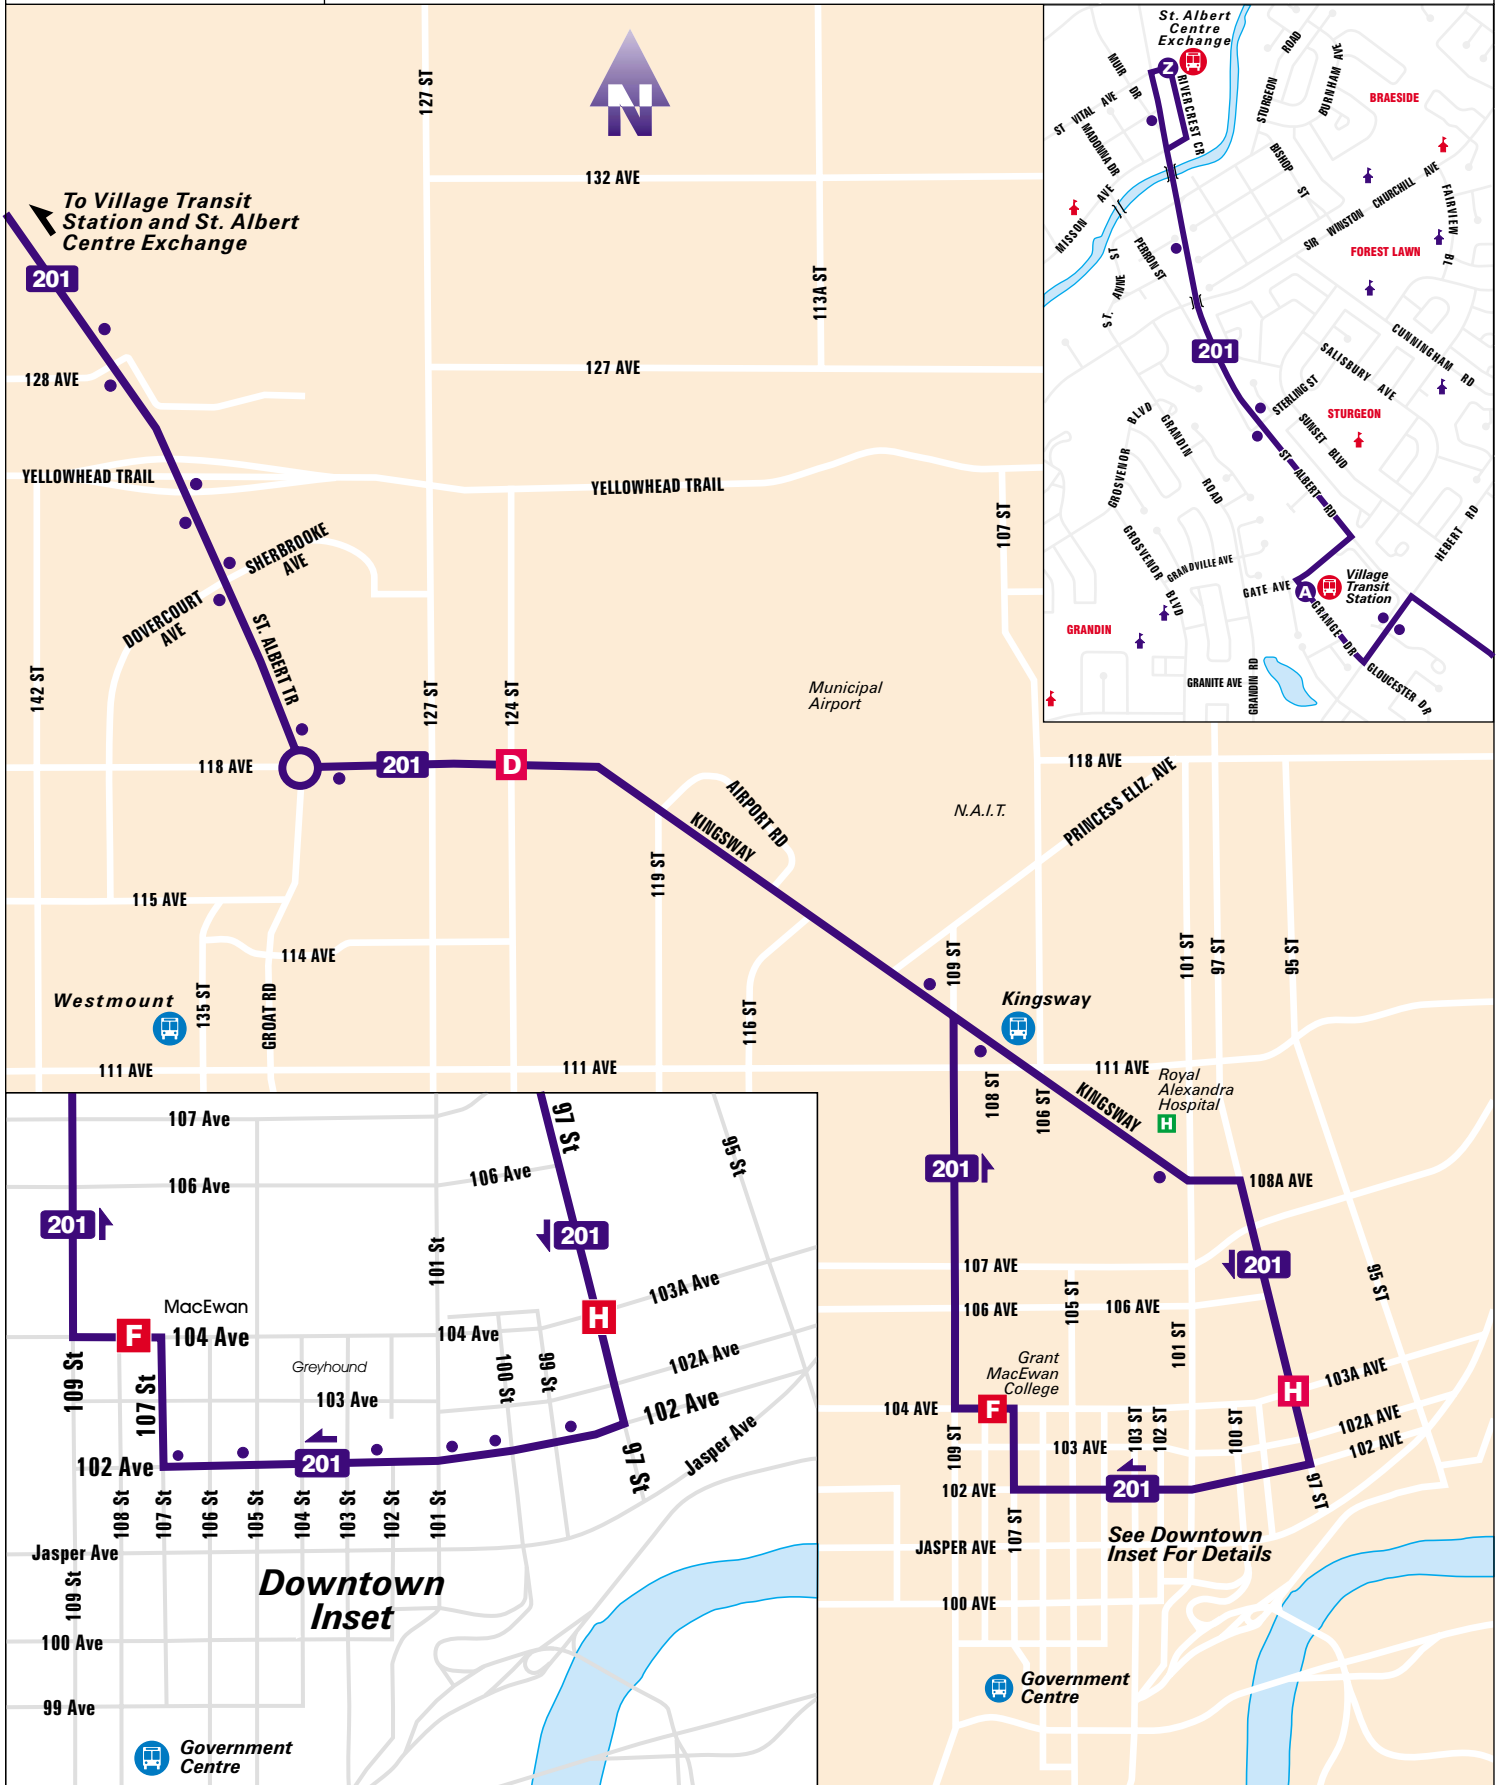 127 ST
N
132 AVE
To Village Transit
Station and St. Albert
Centre Exchange
201
113A ST
128 AVE
127 AVE
YELLOWHEAD TRAIL
YELLOWHEAD TRAIL
107 ST
SHERBROOKE
AVE
DOVERCOURT
AVE
ST. ALBERT TR
142 ST
127 ST
124 ST
Municipal
Airport
118 AVE
201
D
118 AVE
PRINCESS ELIZ. AVE
AIRPORT RD
KINGSWAY
N.A.I.T.
119 ST
115 AVE
114 AVE
109 ST
101 ST
97 ST
95 ST
Westmount
135 ST
GROAT RD
116 ST
Kingsway
111 AVE
111 AVE
111 AVE
108 ST
106 ST
KINGSWAY
Royal
Alexandra
Hospital
H
201
108A AVE
201
107 AVE
106 AVE
105 ST
106 AVE
95 ST
101 ST
Grant
MacEwan
College
103A AVE
H
104 AVE
F
109 ST
103 AVE
103 ST
102 ST
100 ST
102A AVE
102 AVE
102 AVE
201
97 ST
107 ST
JASPER AVE
See Downtown
Inset For Details
100 AVE
Government
Centre
St. Albert
Centre
Exchange
Z
MUIR DR
ST VITAL AVE
MADONNA DR
RIVERCREST CR
STURGEON ROAD
BURNHAM AVE
BRAESIDE
BISHOP ST
MISSON AVE
SIR WINSTON CHURCHILL AVE
FAIRVIEW BL
FOREST LAWN
PERRON ST
ST. ANNE ST
201
CUNNINGHAM RD
SALISBURY AVE
STERLING ST
STURGEON
SUNSET BLVD
GROSVENOR BLVD
GRANDIN ROAD
ST ALBERT RD
HEBERT RD
GROSVENOR BLVD
GRANDVILLE AVE
GATE AVE
A
Village
Transit
Station
GRANGE DR
GRANDIN
GLOUCESTER DR
GRANITE AVE
GRANDIN RD
107 Ave
97 St
95 St
106 Ave
106 Ave
201
201
101 St
103A Ave
MacEwan
F
104 Ave
104 Ave
H
109 St
Greyhound
100 St
99 St
102A Ave
107 St
103 Ave
102 Ave
102 Ave
201
97 St
Jasper Ave
108 St
107 St
106 St
105 St
104 St
103 St
102 St
101 St
Jasper Ave
109 St
Downtown
Inset
100 Ave
99 Ave
Government
Centre